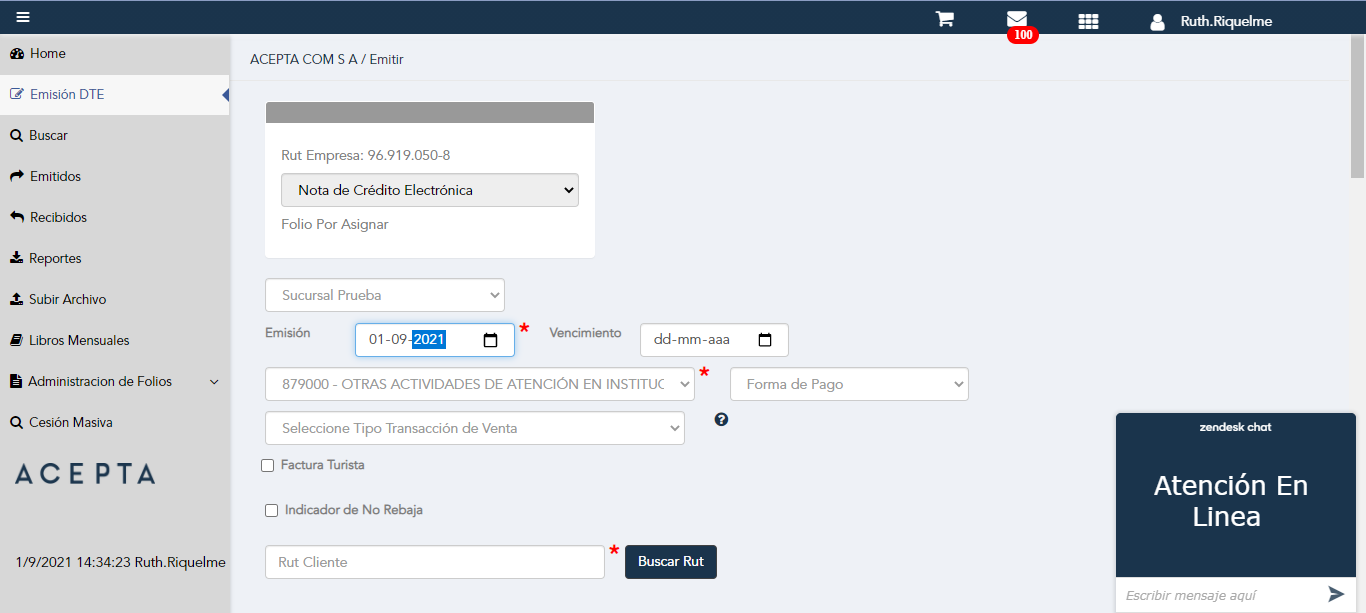 100
Ruth.Riquelme
Home
Emisión DTE
Buscar
Emitidos
Recibidos
Reportes
Subir Archivo
Libros Mensuales
Administracion de Folios
Cesión Masiva
ACEPTA
1/9/2021 14:34:23 Ruth.Riquelme
ACEPTA COM S A / Emitir
Rut Empresa: 96.919.050-8
Nota de Crédito Electrónica
Folio Por Asignar
Sucursal Prueba
Emisión 01-09-2021 * Vencimiento dd-mm-aaa
879000 - OTRAS ACTIVIDADES DE ATENCIÓN EN INSTITUC * Forma de Pago
Seleccione Tipo Transacción de Venta ?
Factura Turista
Indicador de No Rebaja
Rut Cliente * Buscar Rut
zendesk chat
Atención En
Linea
Escribir mensaje aquí